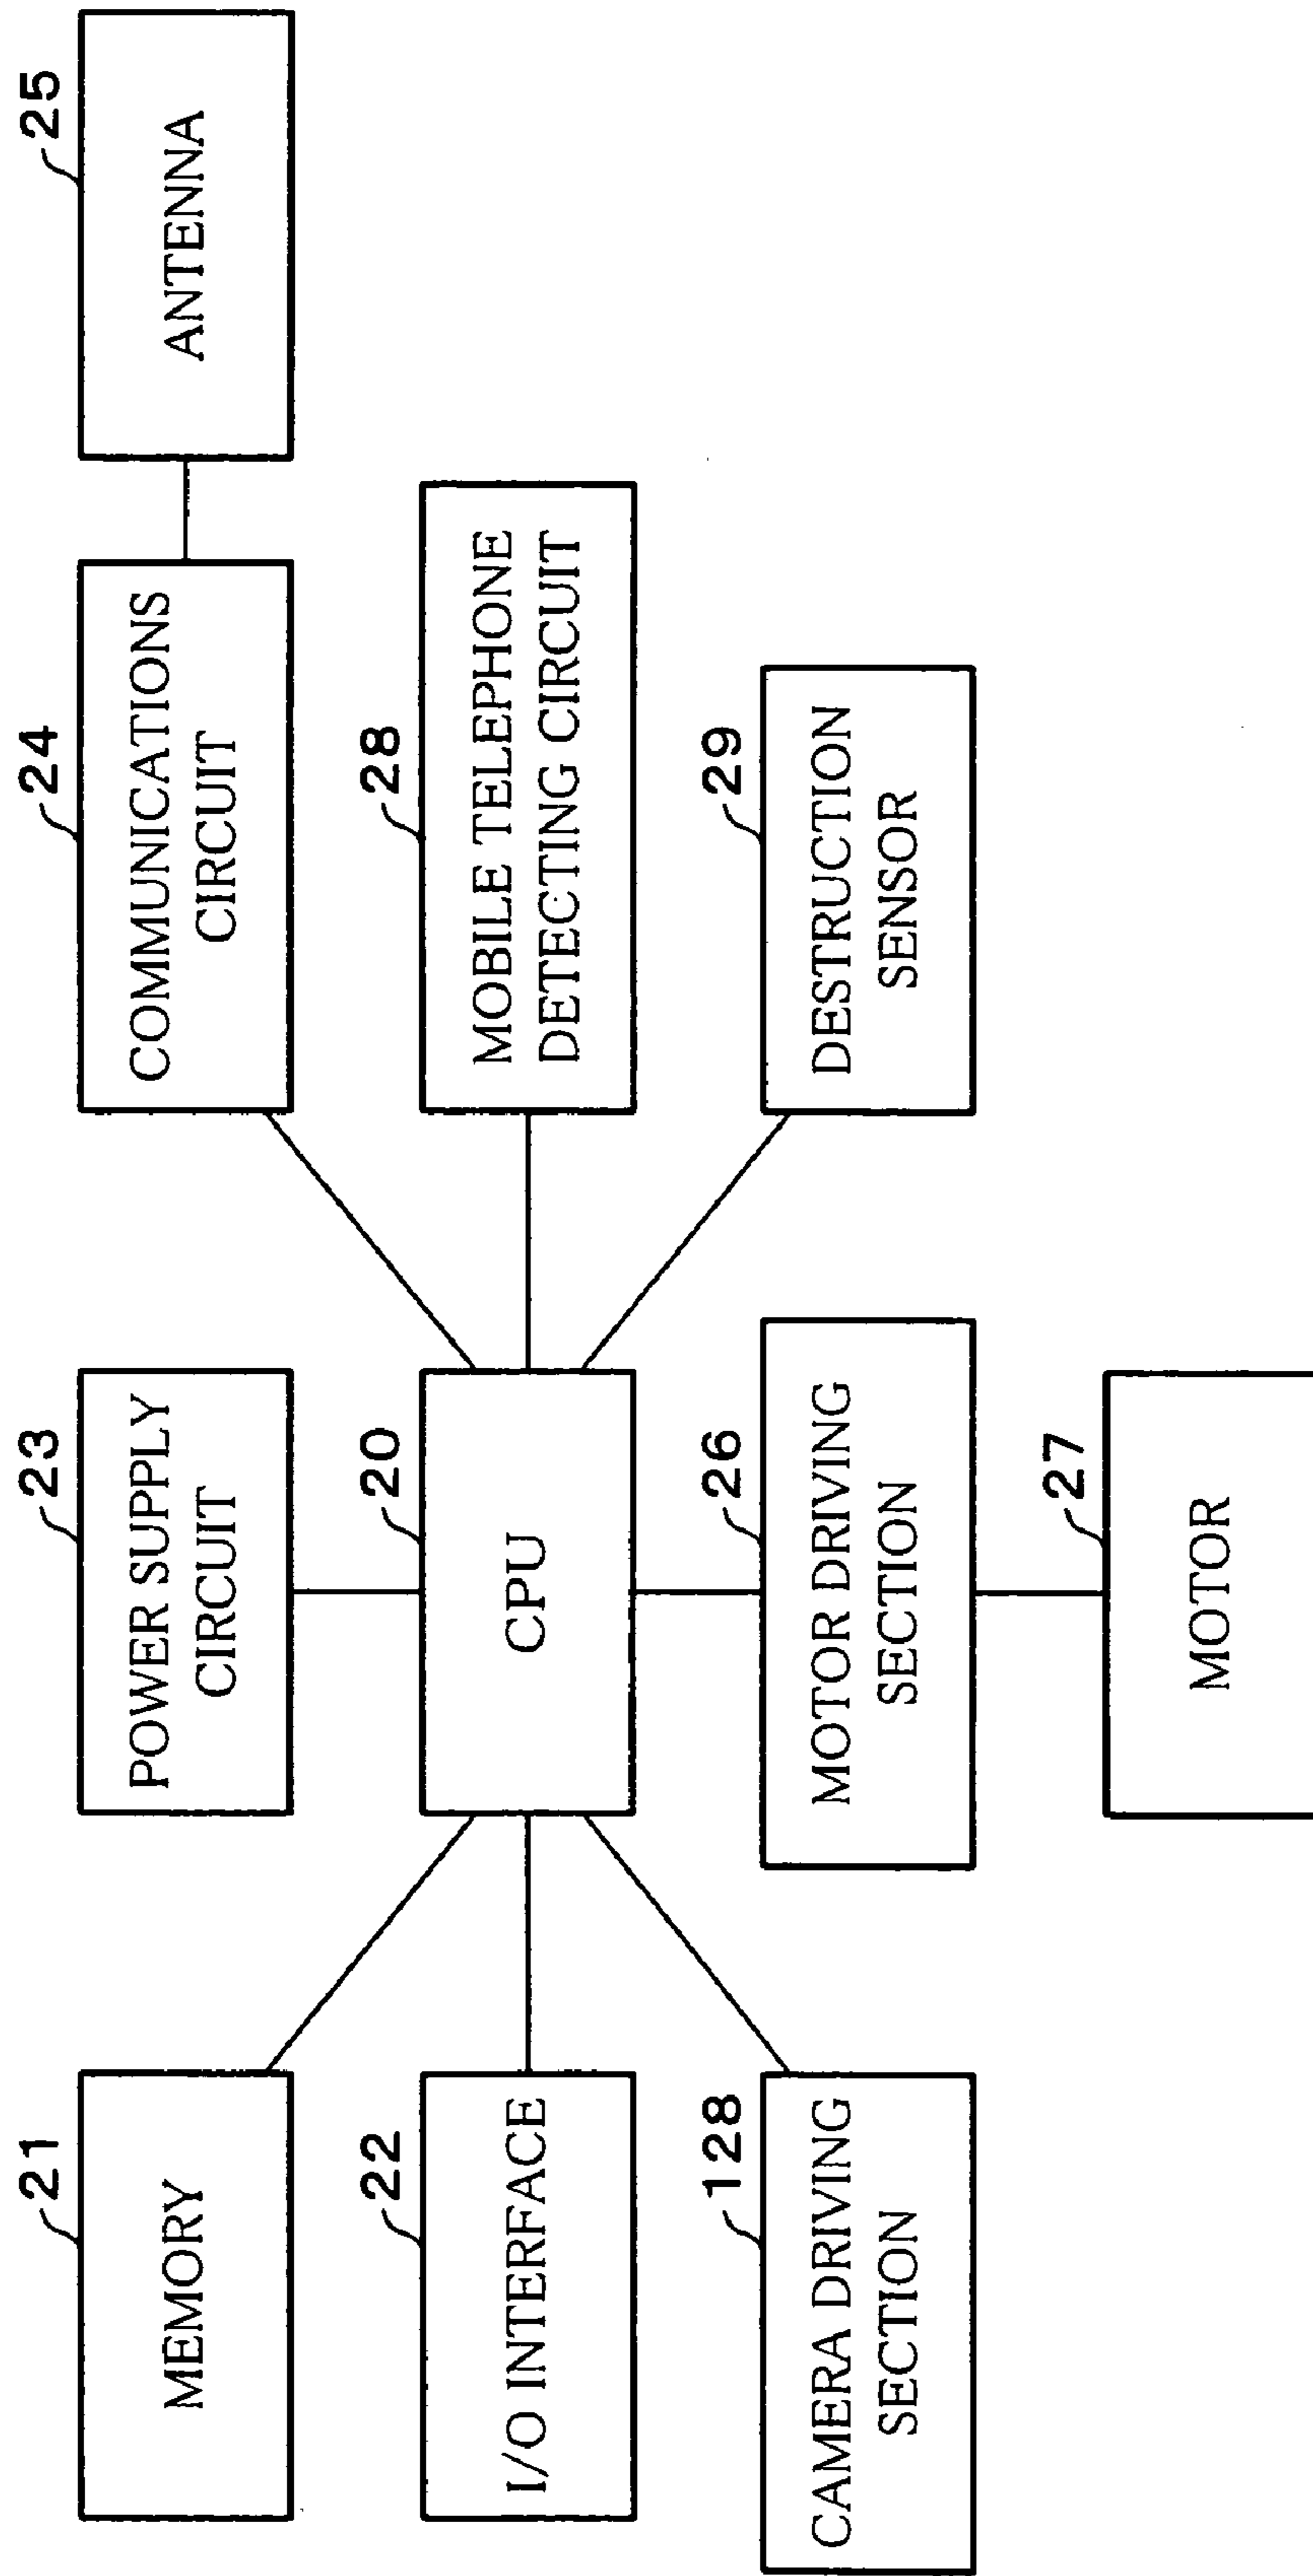 21
MEMORY
23
POWER SUPPLY
CIRCUIT
24
COMMUNICATIONS
CIRCUIT
25
ANTENNA
22
I/O INTERFACE
20
CPU
28
MOBILE TELEPHONE
DETECTING CIRCUIT
128
CAMERA DRIVING
SECTION
26
MOTOR DRIVING
SECTION
29
DESTRUCTION
SENSOR
27
MOTOR